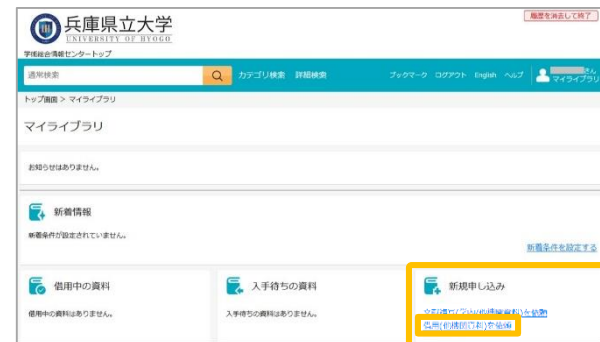 兵庫県立大学
UNIVERSITY OF HYOGO
履歴を消去して終了
学術総合情報センタートップ
通常検索
カテゴリ検索 詳細検索
ブックマーク ログアウト English ヘルプ
さん
マイライブラリ
トップ画面 > マイライブラリ
マイライブラリ
お知らせはありません。
新着情報
新着条件が設定されていません。
新着条件を設定する
借用中の資料
借用中の資料はありません。
入手待ちの資料
入手待ちの資料はありません。
新規申し込み
(他機関資料)を依頼
借用(他機関資料)を依頼